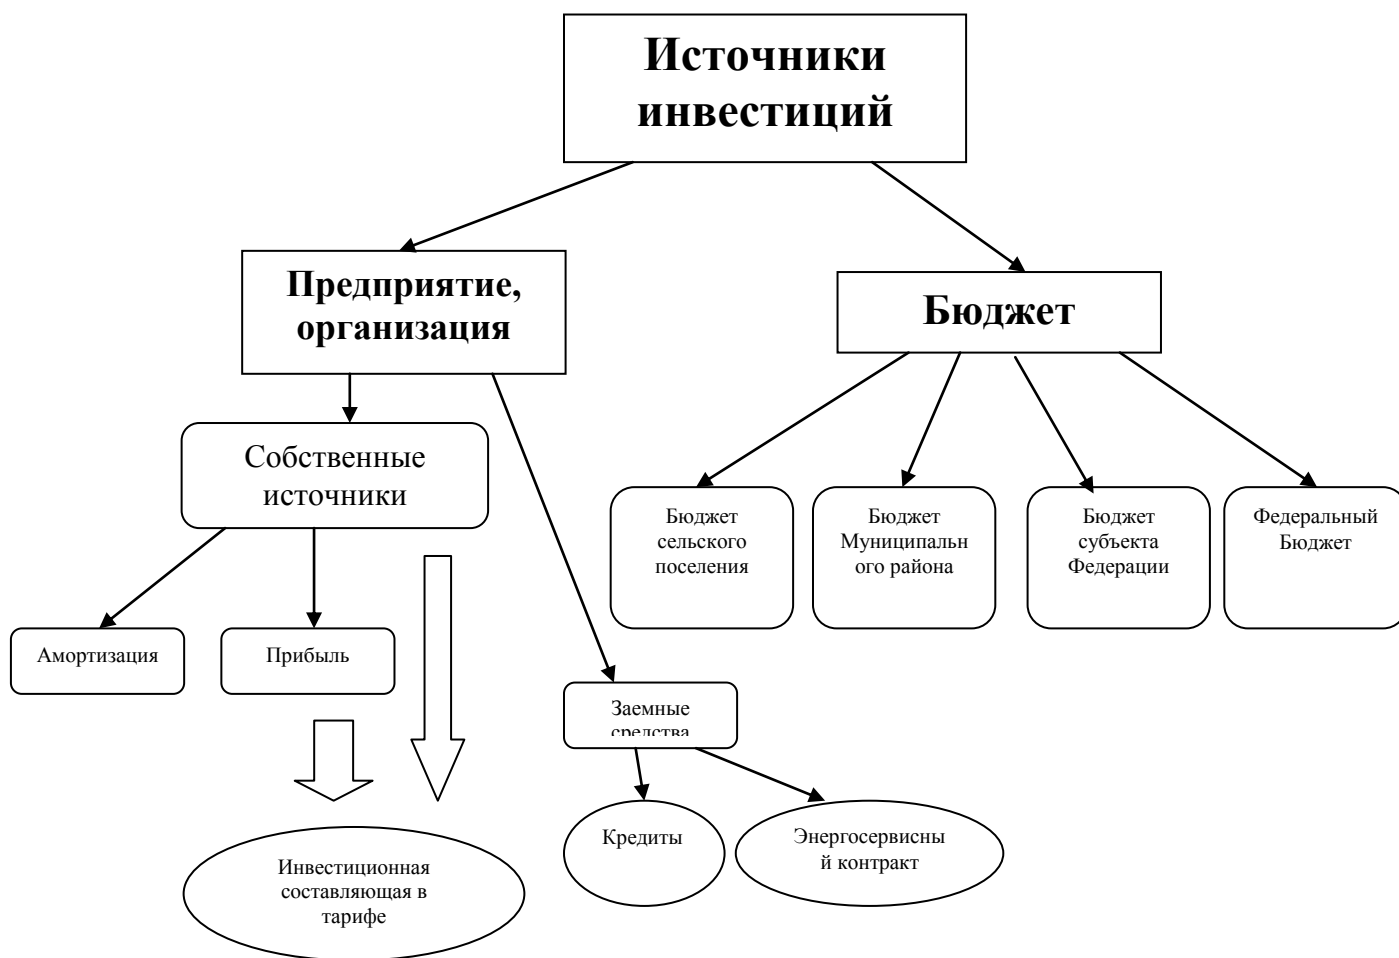 Источники
инвестиций
Предприятие,
организация
Бюджет
Собственные
источники
Бюджет
сельского
поселения
Бюджет
Муниципальн
ого района
Бюджет
субъекта
Федерации
Федеральный
Бюджет
Амортизация
Прибыль
Заемные
средства
Кредиты
Энергосервисны
й контракт
Инвестиционная
составляющая в
тарифе